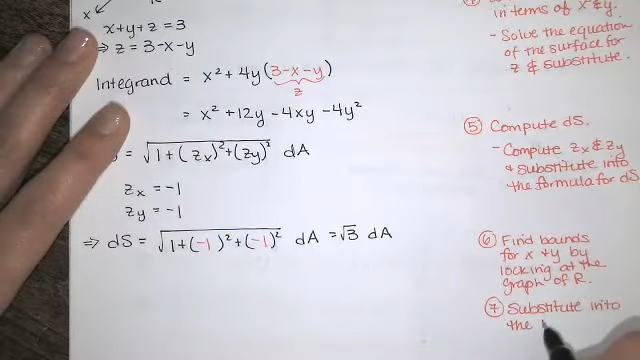 x
x+y+z = 3
⇒ z = 3-x-y
Integrand = x² + 4y(3-x-y)
z
= x² + 12y - 4xy - 4y²
= √1+(zx)²+(zy)² dA
zx = -1
zy = -1
⇒ dS = √1+(-1)²+(-1)² dA = √3 dA
in terms of x & y.
- Solve the equation
of the surface for
z & substitute.
⑤ Compute dS.
- Compute zx & zy
& substitute into
the formula for dS
⑥ Find bounds
for x & y by
looking at the
graph of R.
⑦ Substitute into
the